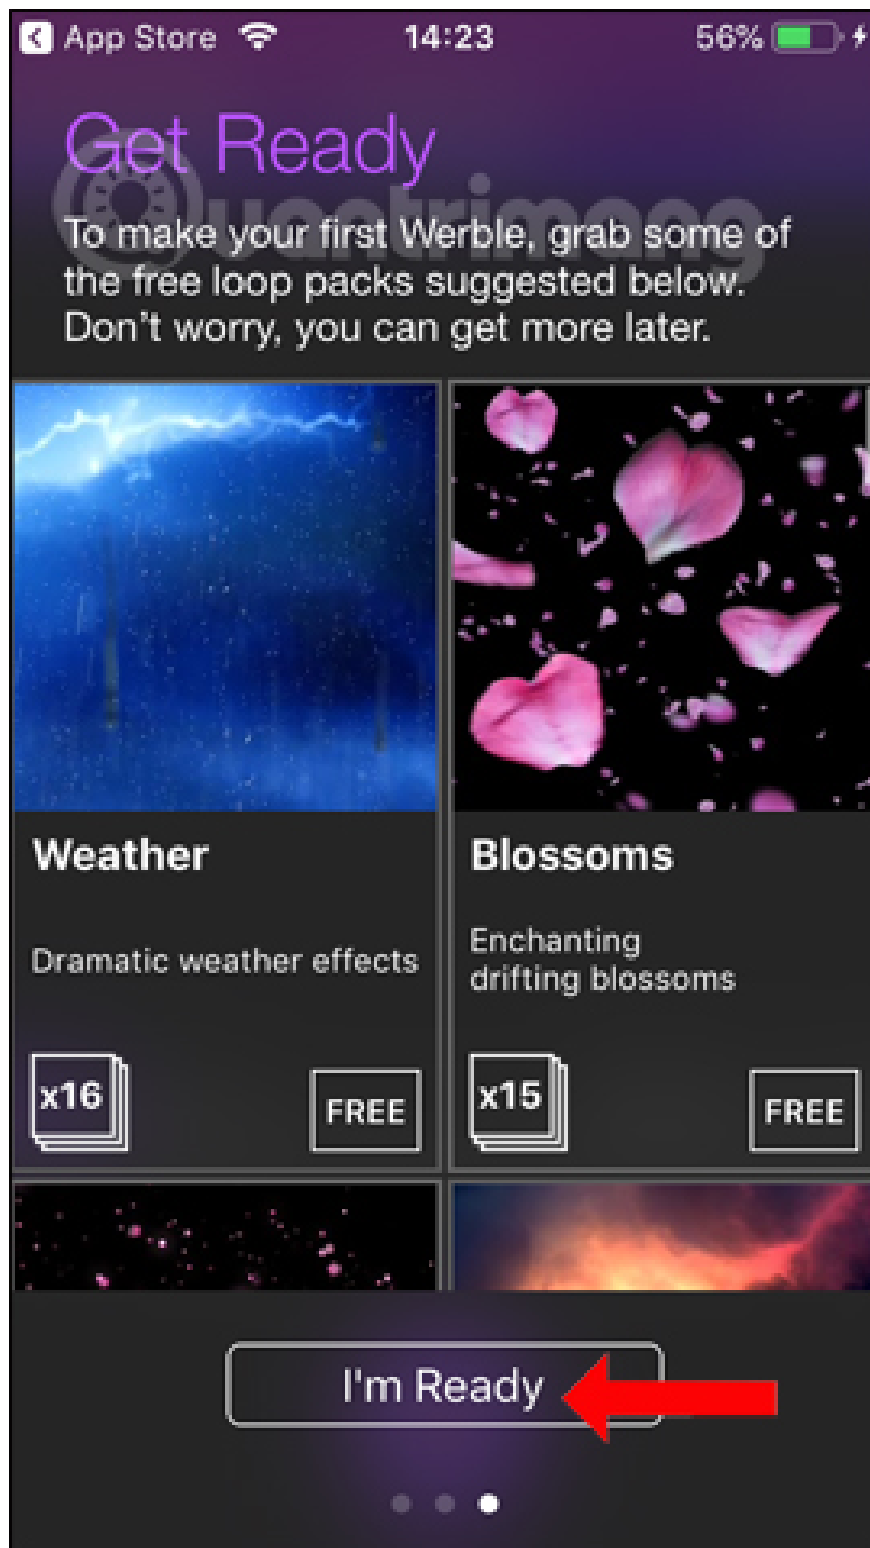 App Store 14:23 56%
Get Ready
Quantrimang
To make your first Werble, grab some of
the free loop packs suggested below.
Don't worry, you can get more later.
Weather
Dramatic weather effects
x16 FREE
Blossoms
Enchanting
drifting blossoms
x15 FREE
I'm Ready